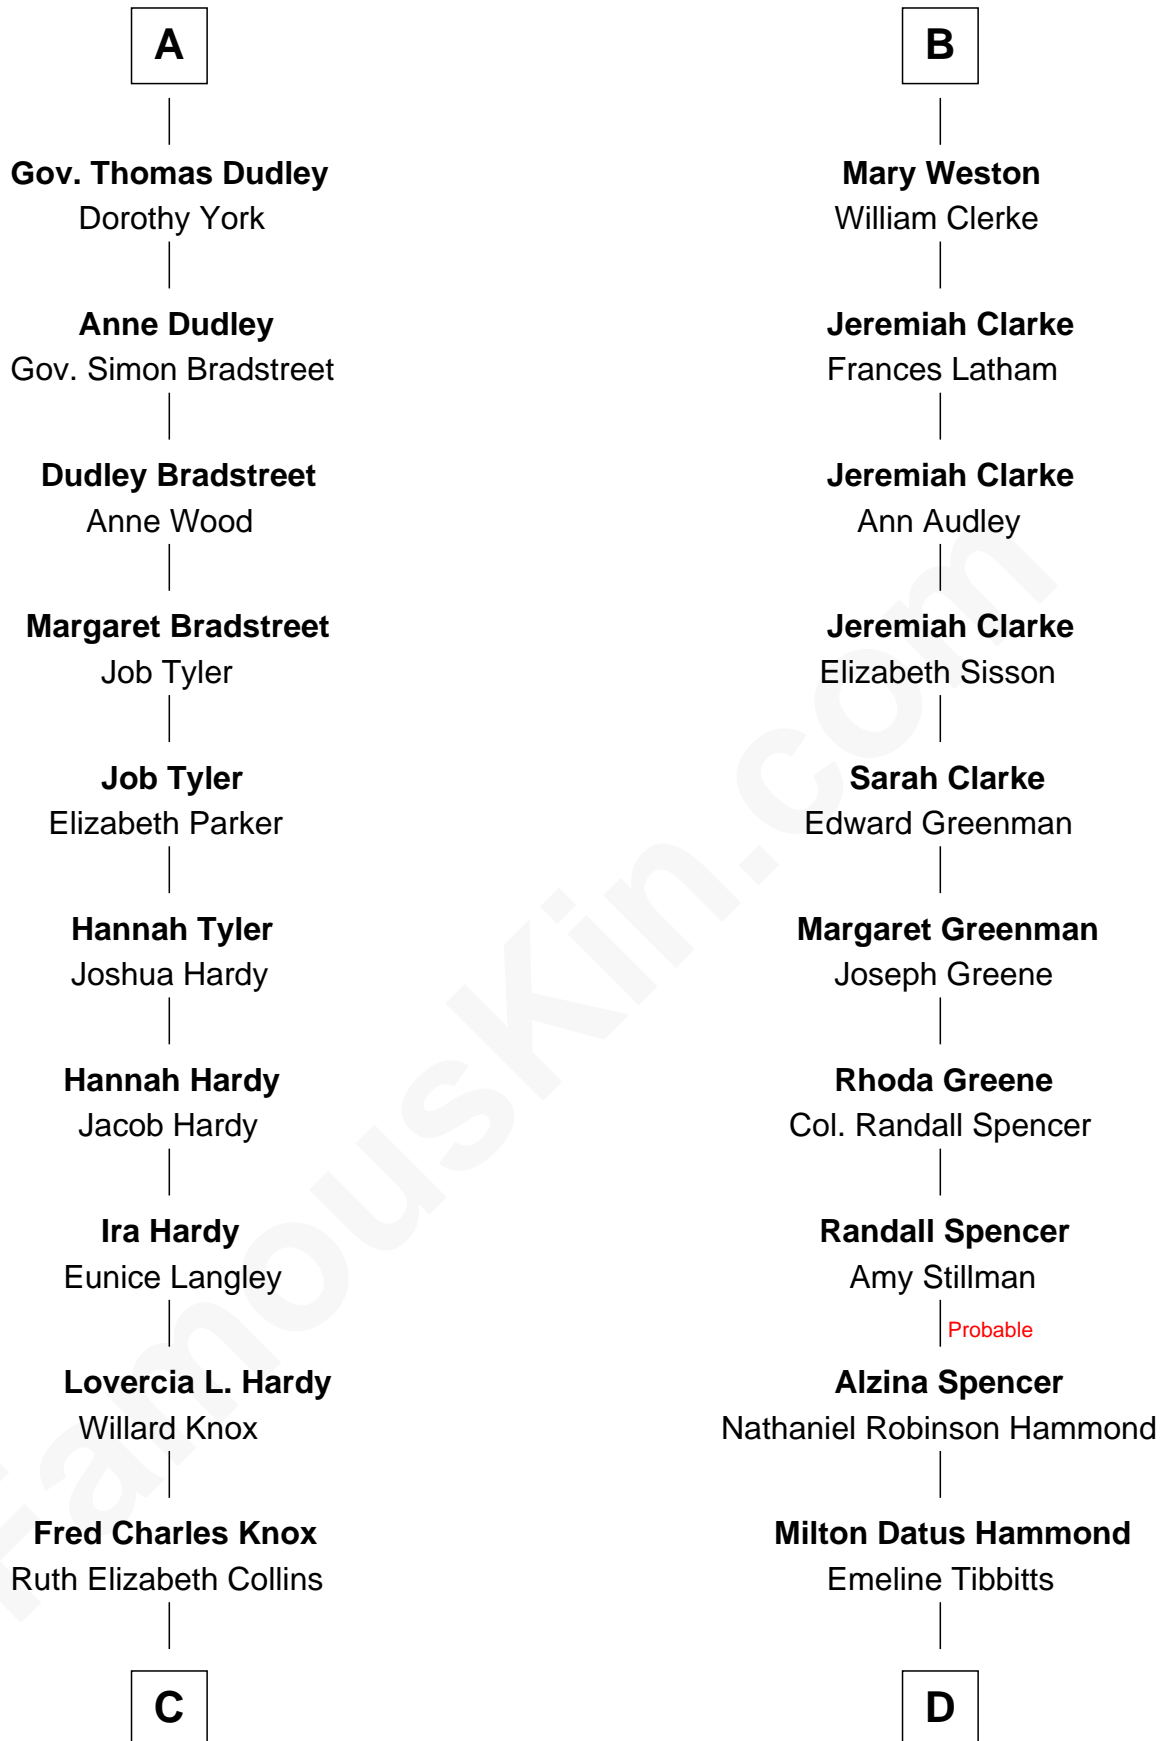 A
Gov. Thomas Dudley
Dorothy York
Anne Dudley
Gov. Simon Bradstreet
Dudley Bradstreet
Anne Wood
Margaret Bradstreet
Job Tyler
Job Tyler
Elizabeth Parker
Hannah Tyler
Joshua Hardy
Hannah Hardy
Jacob Hardy
Ira Hardy
Eunice Langley
Lovercia L. Hardy
Willard Knox
Fred Charles Knox
Ruth Elizabeth Collins
C
B
Mary Weston
William Clerke
Jeremiah Clarke
Frances Latham
Jeremiah Clarke
Ann Audley
Jeremiah Clarke
Elizabeth Sisson
Sarah Clarke
Edward Greenman
Margaret Greenman
Joseph Greene
Rhoda Greene
Col. Randall Spencer
Randall Spencer
Amy Stillman
Probable
Alzina Spencer
Nathaniel Robinson Hammond
Milton Datus Hammond
Emeline Tibbitts
D
FamousKin.com